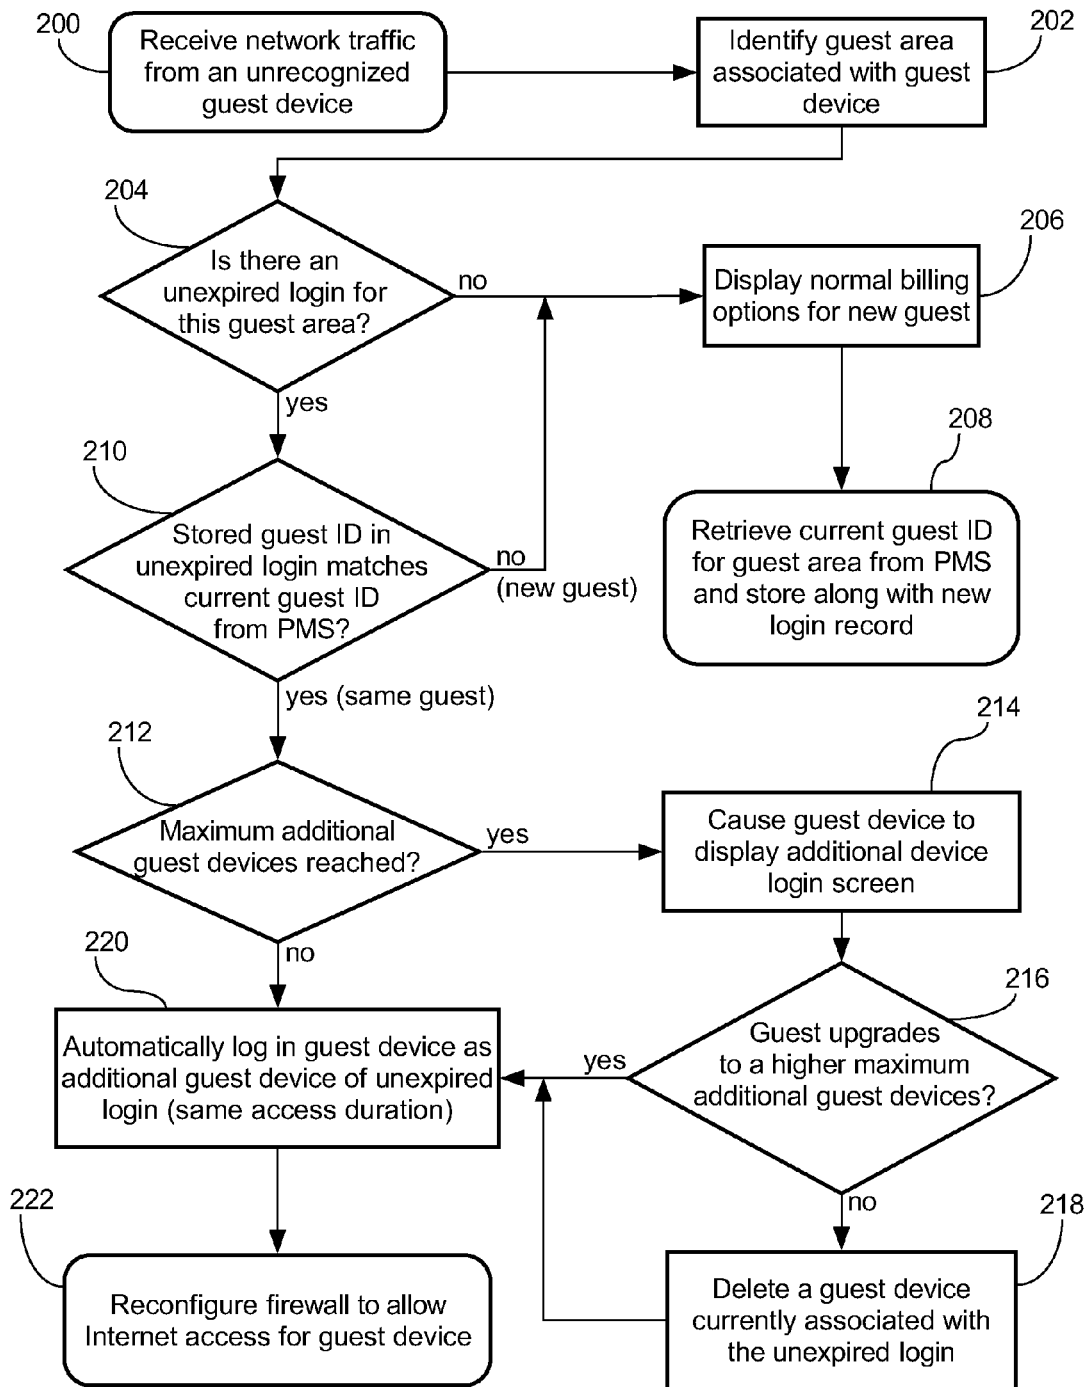 200
Receive network traffic
from an unrecognized
guest device
202
Identify guest area
associated with guest
device
204
Is there an
unexpired login for
this guest area?
no
yes
206
Display normal billing
options for new guest
208
Retrieve current guest ID
for guest area from PMS
and store along with new
login record
210
Stored guest ID in
unexpired login matches
current guest ID
from PMS?
no
(new guest)
yes (same guest)
212
Maximum additional
guest devices reached?
yes
no
214
Cause guest device to
display additional device
login screen
216
Guest upgrades
to a higher maximum
additional guest devices?
yes
no
218
Delete a guest device
currently associated with
the unexpired login
220
Automatically log in guest device as
additional guest device of unexpired
login (same access duration)
222
Reconfigure firewall to allow
Internet access for guest device